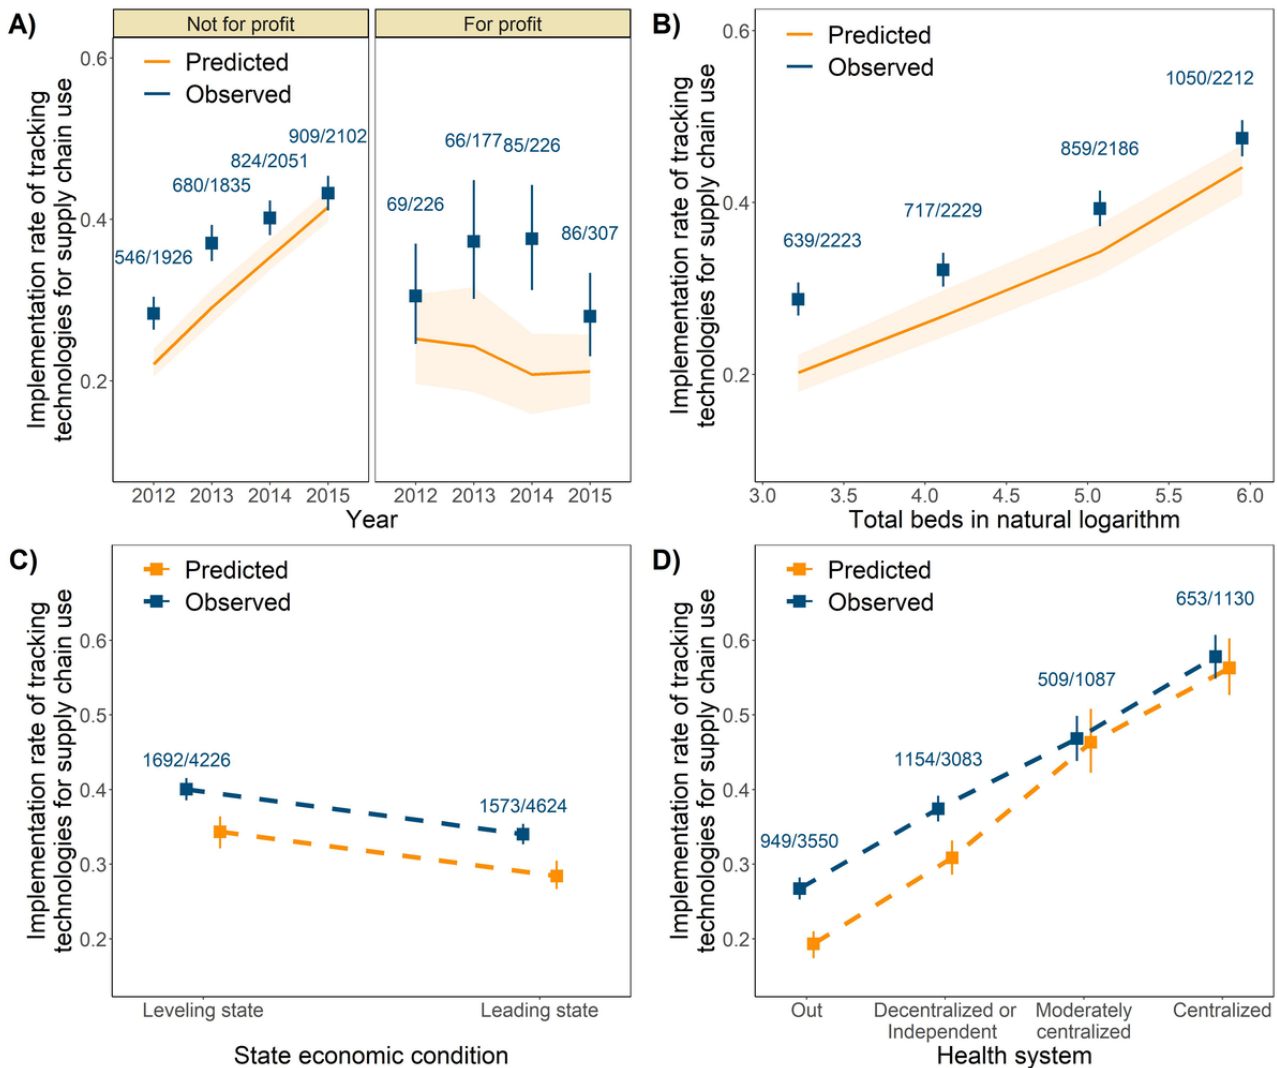 A)
Not for profit
For profit
Implementation rate of tracking
technologies for supply chain use
0.6
0.4
0.2
Predicted
Observed
546/1926
680/1835
824/2051
909/2102
69/226
66/177
85/226
86/307
2012 2013 2014 2015
2012 2013 2014 2015
Year
B)
Implementation rate of tracking
technologies for supply chain use
0.6
0.4
0.2
Predicted
Observed
639/2223
717/2229
859/2186
1050/2212
3.0 3.5 4.0 4.5 5.0 5.5 6.0
Total beds in natural logarithm
C)
Implementation rate of tracking
technologies for supply chain use
0.6
0.5
0.4
0.3
0.2
Predicted
Observed
1692/4226
1573/4624
Leveling state
Leading state
State economic condition
D)
Implementation rate of tracking
technologies for supply chain use
0.6
0.5
0.4
0.3
0.2
Predicted
Observed
949/3550
1154/3083
509/1087
653/1130
Out
Decentralized or
Independent
Moderately
centralized
Centralized
Health system